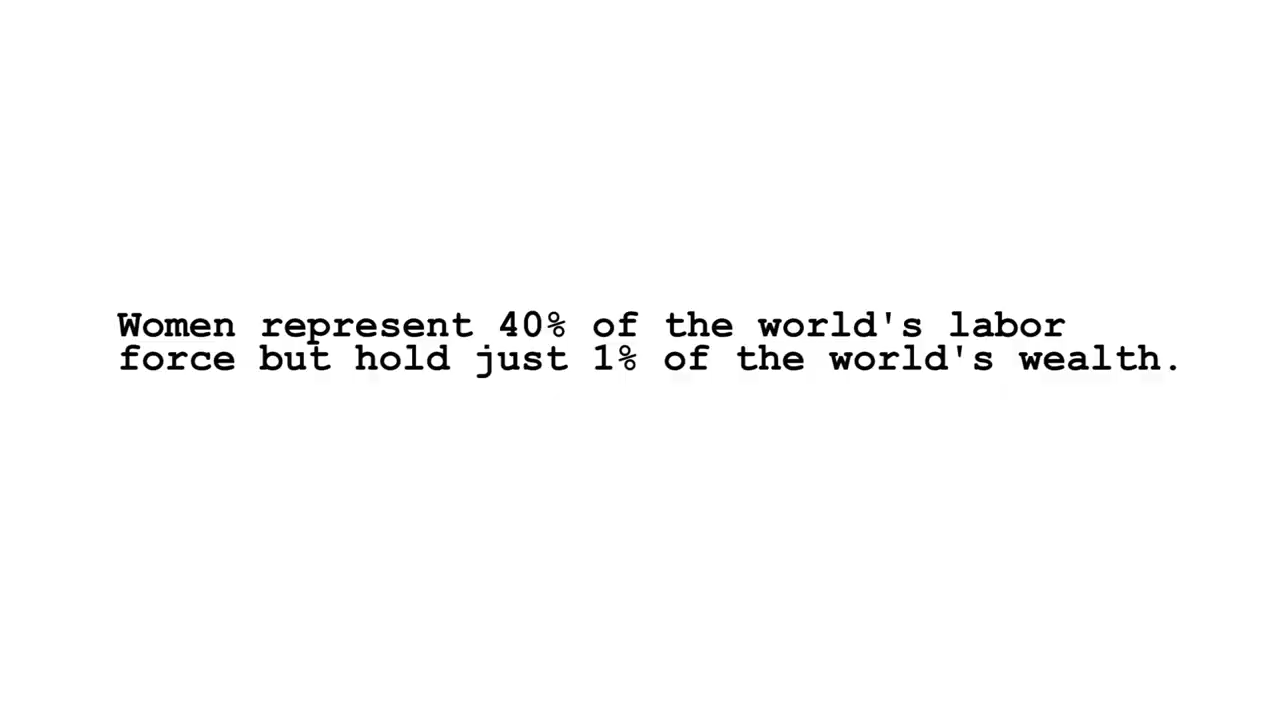 Women represent 40% of the world's labor
force but hold just 1% of the world's wealth.